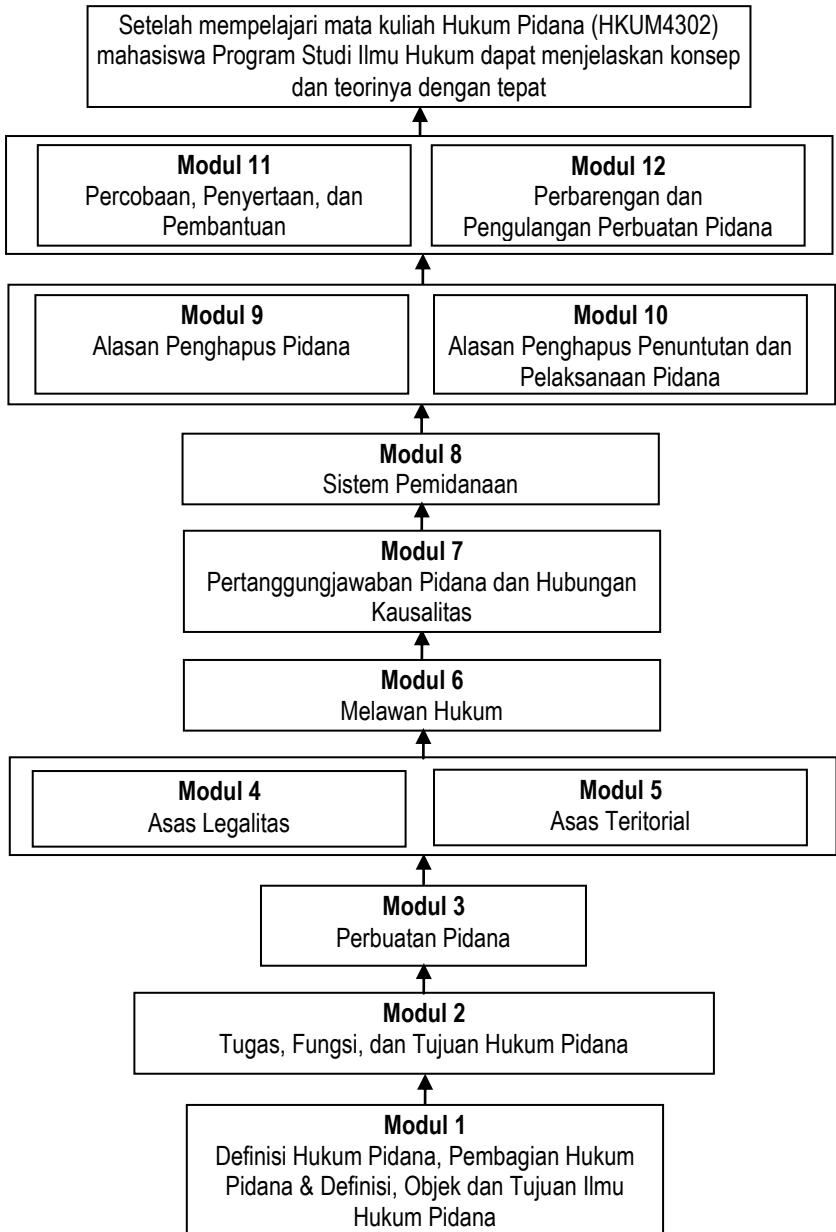 Setelah mempelajari mata kuliah Hukum Pidana (HKUM4302)
mahasiswa Program Studi Ilmu Hukum dapat menjelaskan konsep
dan teorinya dengan tepat
Modul 11
Percobaan, Penyertaan, dan
Pembantuan
Modul 12
Perbarengan dan
Pengulangan Perbuatan Pidana
Modul 9
Alasan Penghapus Pidana
Modul 10
Alasan Penghapus Penuntutan dan
Pelaksanaan Pidana
Modul 8
Sistem Pemidanaan
Modul 7
Pertanggungjawaban Pidana dan Hubungan
Kausalitas
Modul 6
Melawan Hukum
Modul 4
Asas Legalitas
Modul 5
Asas Teritorial
Modul 3
Perbuatan Pidana
Modul 2
Tugas, Fungsi, dan Tujuan Hukum Pidana
Modul 1
Definisi Hukum Pidana, Pembagian Hukum
Pidana & Definisi, Objek dan Tujuan Ilmu
Hukum Pidana